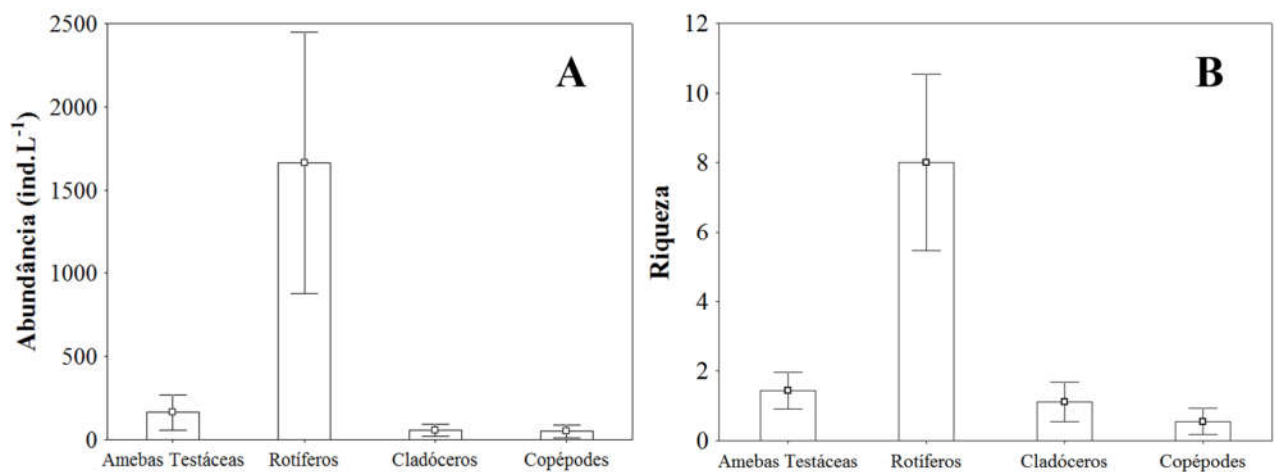 A
Abundância (ind.L⁻¹)
2500
2000
1500
1000
500
0
Amebas Testáceas
Rotíferos
Cladóceros
Copépodes
B
Riqueza
12
10
8
6
4
2
0
Amebas Testáceas
Rotíferos
Cladóceros
Copépodes